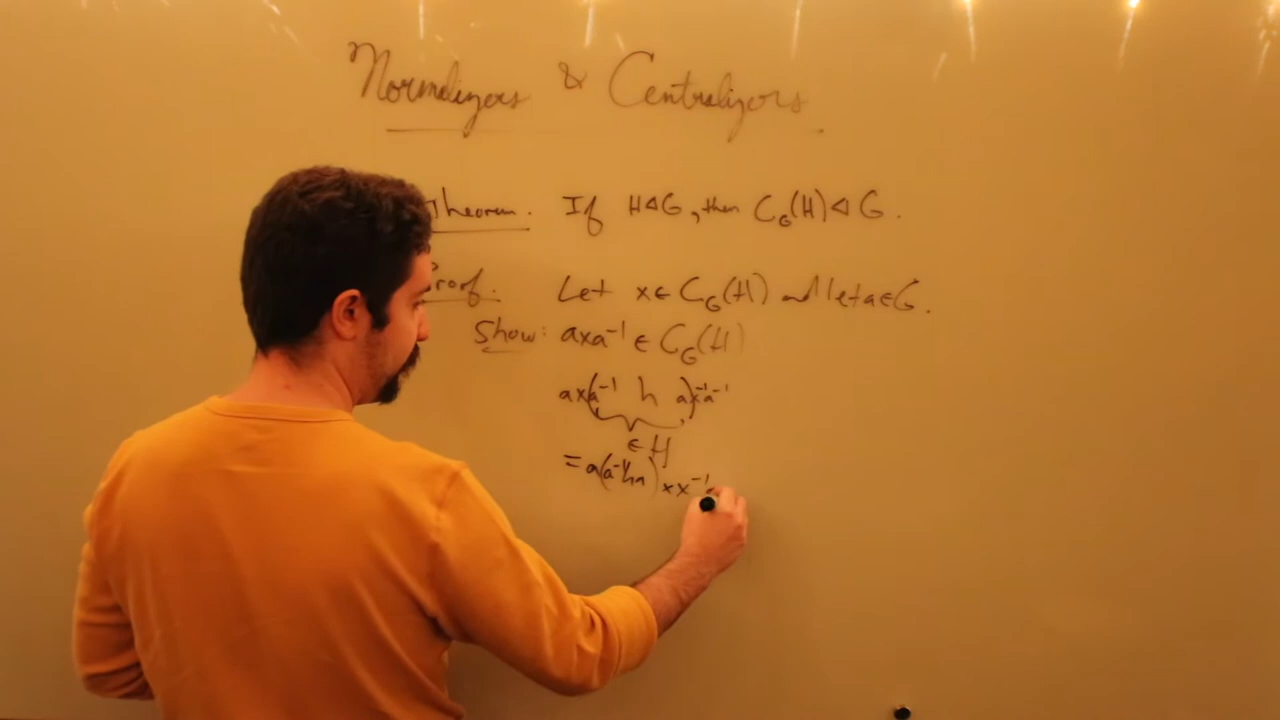 Normalizers & Centralizers.
Theorem. If H⊲G, then C_G(H)⊲G.
Proof. Let x∈C_G(H) and let a∈G.
Show: axa⁻¹ ∈ C_G(H)
ax(a⁻¹ h a)x⁻¹a⁻¹
∈H
=a(a⁻¹ha)xx⁻¹